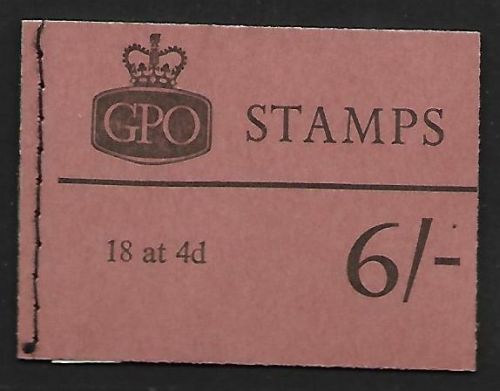 GPO STAMPS
18 at 4d 6/-